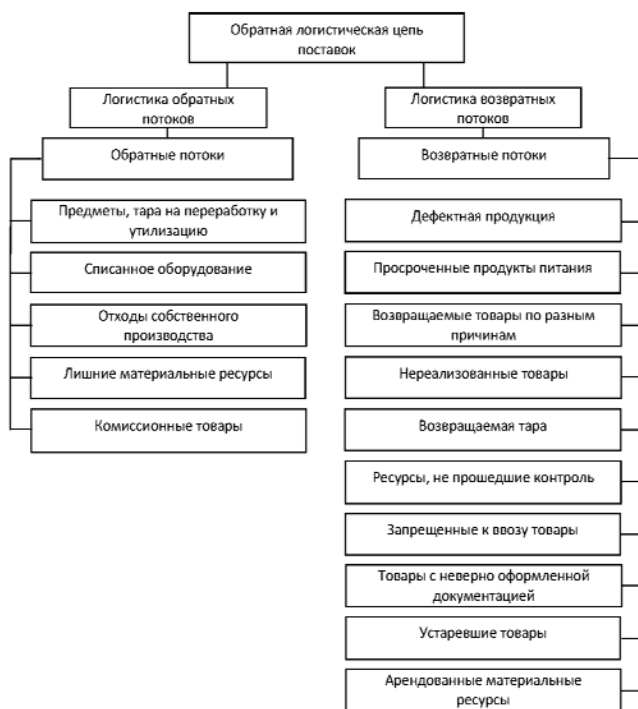 Обратная логистическая цепь
поставок
Логистика обратных
потоков
Обратные потоки
Предметы, тара на переработку и
утилизацию
Списанное оборудование
Отходы собственного
производства
Лишние материальные ресурсы
Комиссионные товары
Логистика возвратных
потоков
Возвратные потоки
Дефектная продукция
Просроченные продукты питания
Возвращаемые товары по разным
причинам
Нереализованные товары
Возвращаемая тара
Ресурсы, не прошедшие контроль
Запрещенные к ввозу товары
Товары с неверно оформленной
документацией
Устаревшие товары
Арендованные материальные
ресурсы